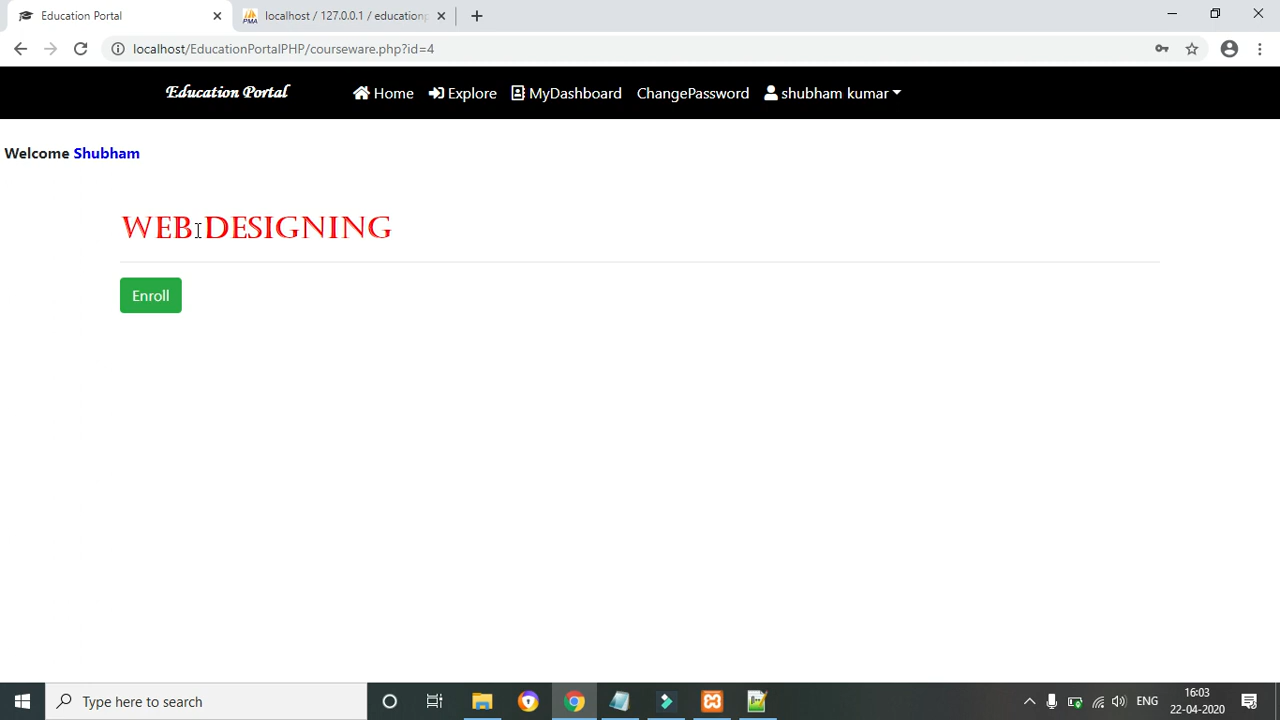 Education Portal
localhost / 127.0.0.1 / educationp
localhost/EducationPortalPHP/courseware.php?id=4
Education Portal Home Explore MyDashboard ChangePassword shubham kumar
Welcome Shubham
WEB DESIGNING
Enroll
Type here to search
ENG
16:03
22-04-2020